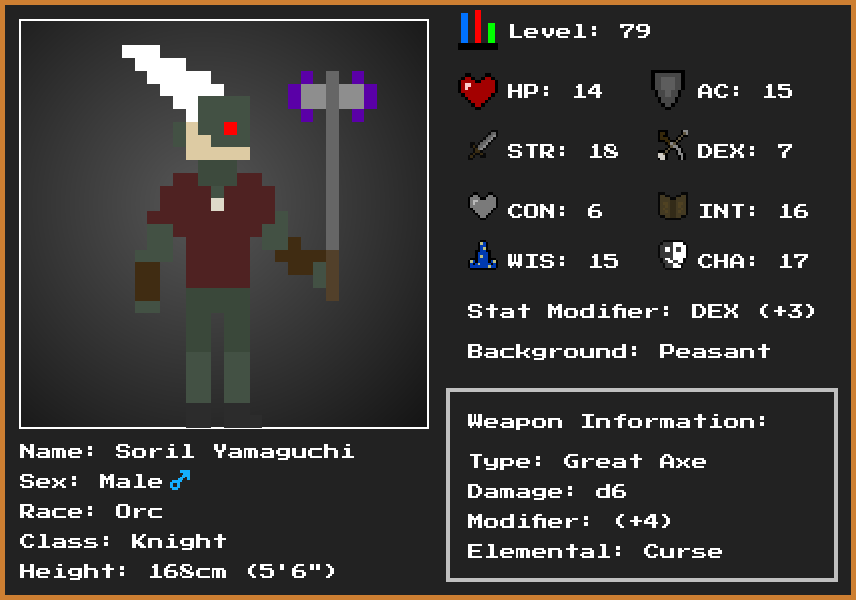 Level: 79
HP: 14
AC: 15
STR: 18
DEX: 7
CON: 6
INT: 16
WIS: 15
CHA: 17
Stat Modifier: DEX (+3)
Background: Peasant
Weapon Information:
Type: Great Axe
Damage: d6
Modifier: (+4)
Elemental: Curse
Name: Soril Yamaguchi
Sex: Male ♂
Race: Orc
Class: Knight
Height: 168cm (5'6")